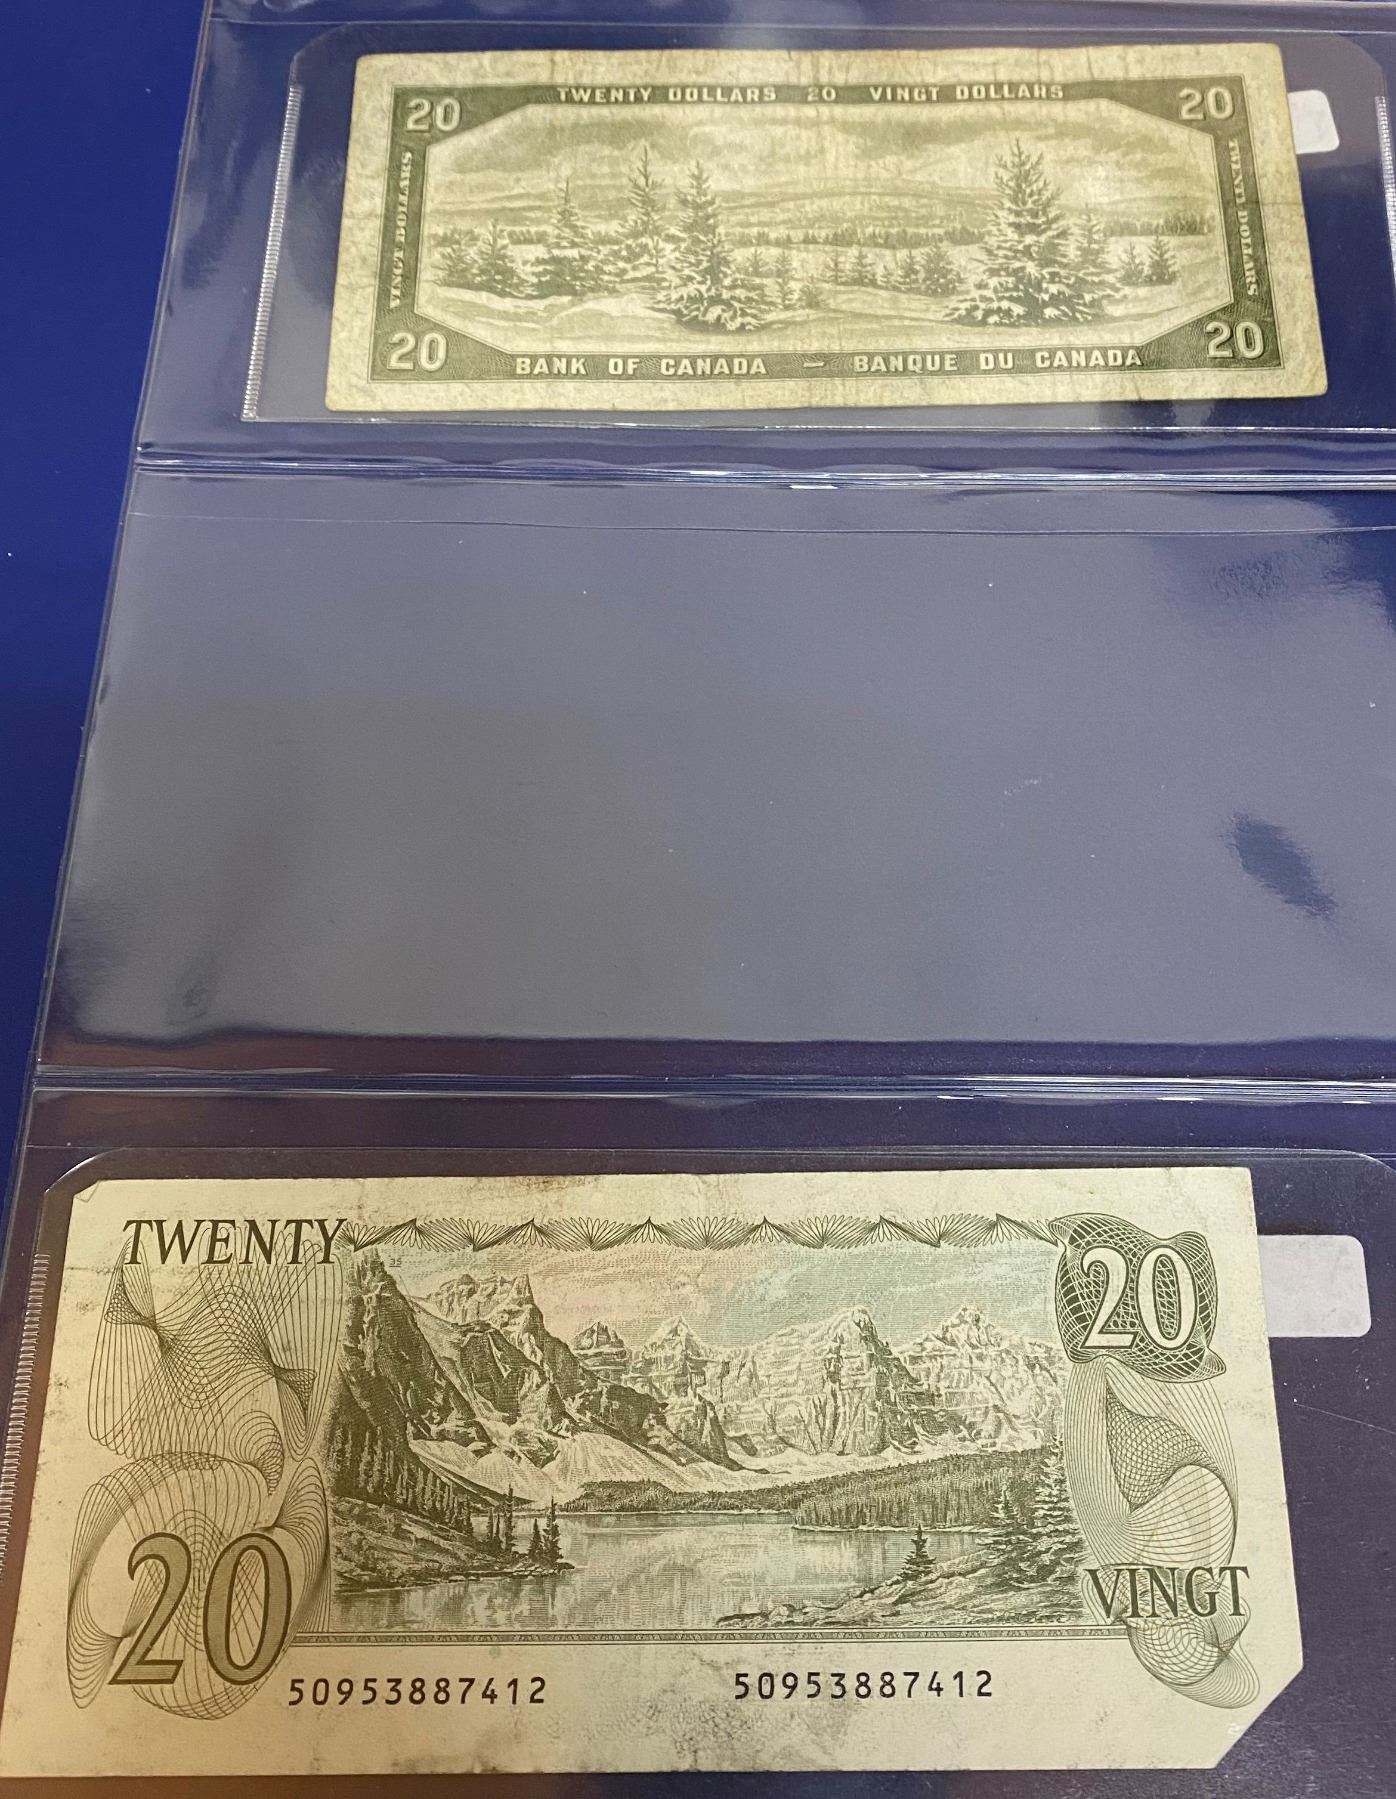 TWENTY DOLLARS 20 VINGT DOLLARS
20 20
VINGT DOLLARS
TWENTY DOLLARS
20 20
BANK OF CANADA — BANQUE DU CANADA
TWENTY
20
35
VINGT
20
50953887412 50953887412